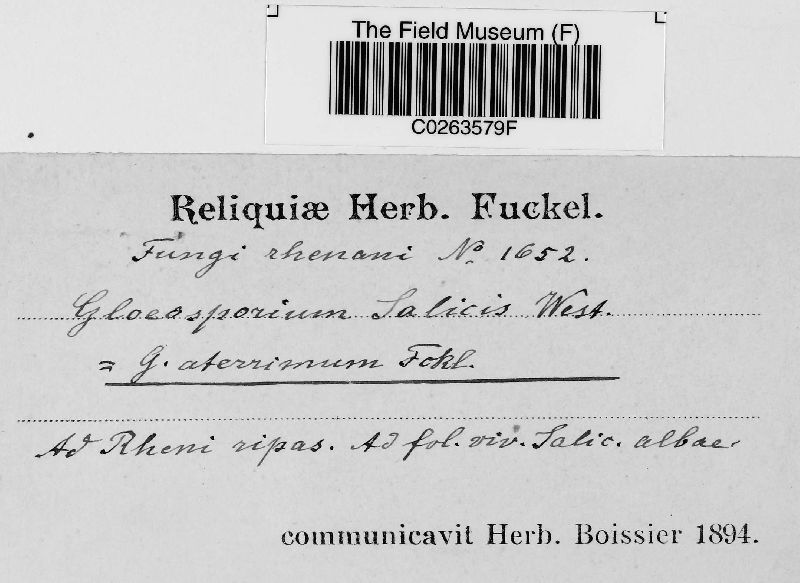 The Field Museum (F)
C0263579F
Reliquiæ Herb. Fuckel.
Fungi rhenani No. 1652.
Gloeosporium Salicis West.
= G. aterrimum Fckl.
Ad Rheni ripas. Ad fol. viv. Salic. albae.
communicavit Herb. Boissier 1894.